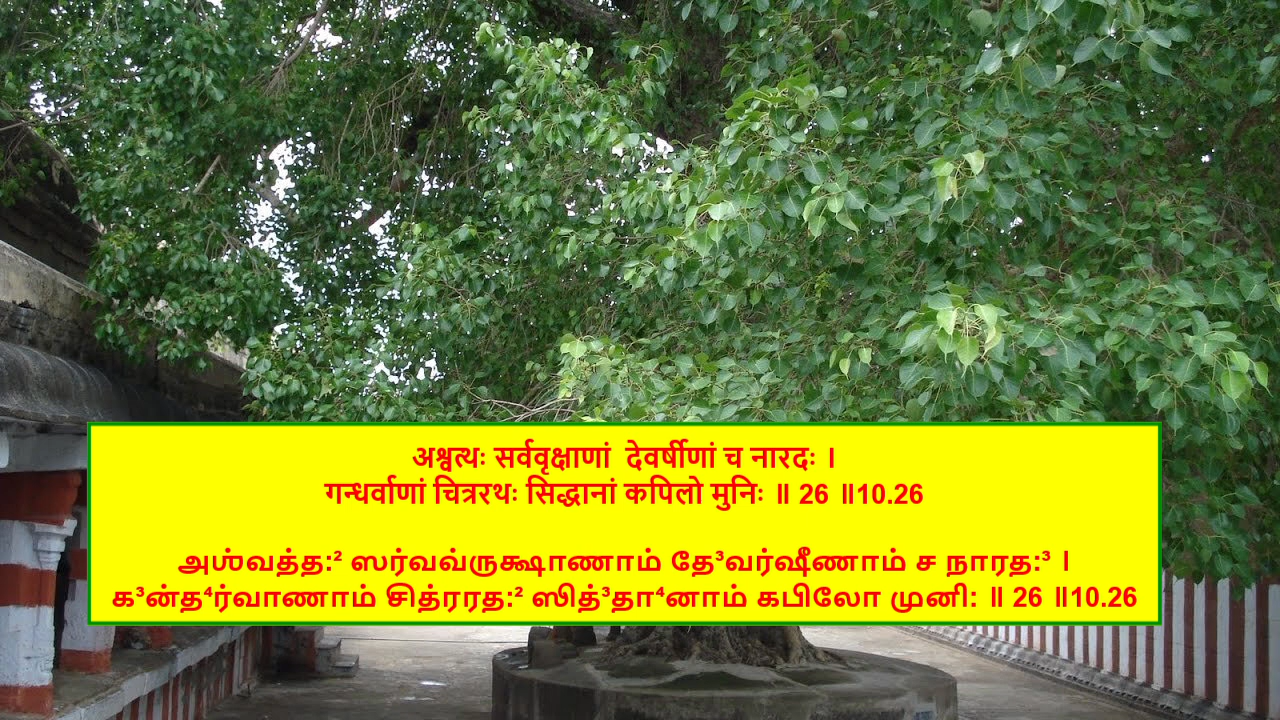 अश्वत्थः सर्ववृक्षाणां  देवर्षीणां च नारदः ।
गन्धर्वाणां चित्ररथः सिद्धानां कपिलो मुनिः ॥ 26 ॥10.26
அஶ்வத்த:² ஸர்வவ்ருக்ஷாணாம் தே³வர்ஷீணாம் ச நாரத:³ ।
க³ன்த⁴ர்வாணாம் சித்ரரத:² ஸித்³தா⁴னாம் கபிலோ முனி: ॥ 26 ॥10.26